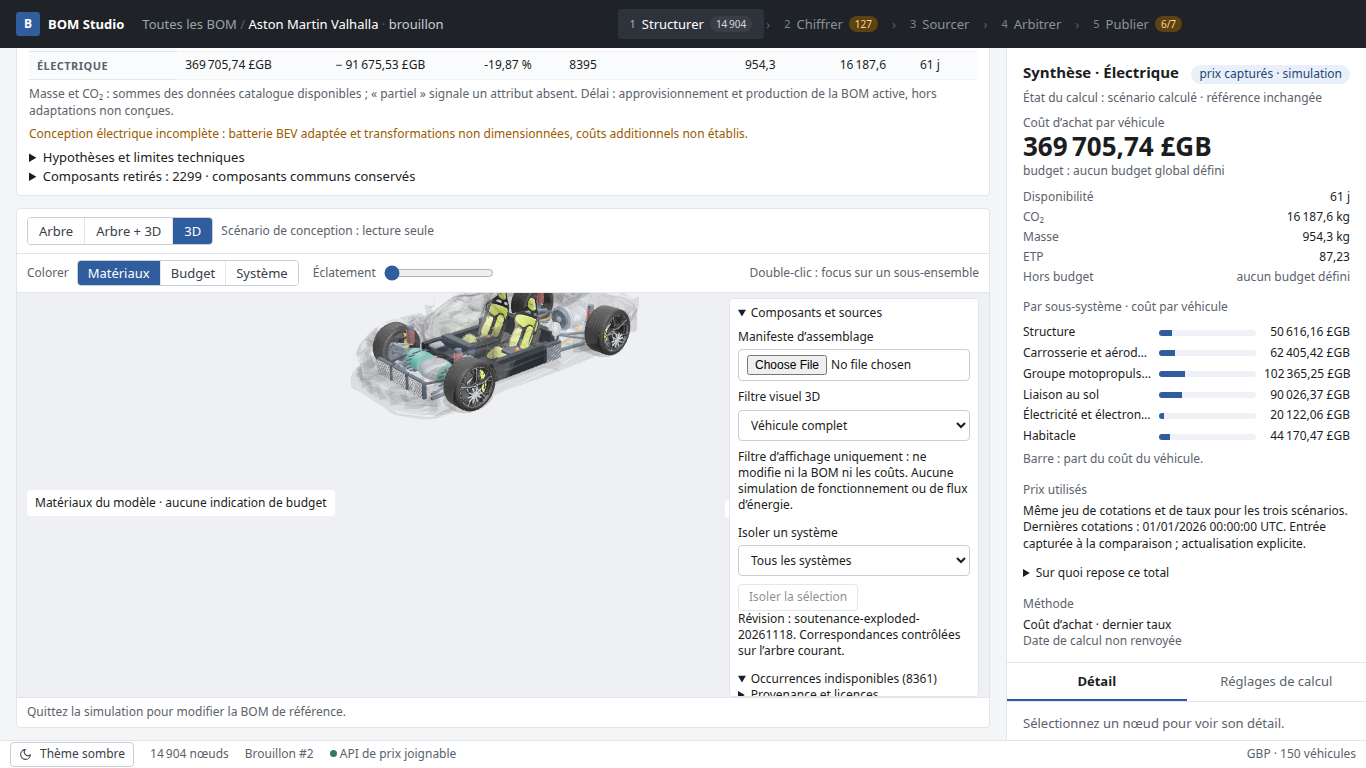 B BOM Studio Toutes les BOM / Aston Martin Valhalla · brouillon 1 Structurer 14 904 › 2 Chiffrer 127 › 3 Sourcer › 4 Arbitrer › 5 Publier 6/7
ÉLECTRIQUE 369 705,74 £GB − 91 675,53 £GB -19,87 % 8395 954,3 16 187,6 61 j
Masse et CO₂ : sommes des données catalogue disponibles ; « partiel » signale un attribut absent. Délai : approvisionnement et production de la BOM active, hors
adaptations non conçues.
Conception électrique incomplète : batterie BEV adaptée et transformations non dimensionnées, coûts additionnels non établis.
Hypothèses et limites techniques
Composants retirés : 2299 · composants communs conservés
Arbre Arbre + 3D 3D Scénario de conception : lecture seule
Colorer Matériaux Budget Système Éclatement Double-clic : focus sur un sous-ensemble
Matériaux du modèle · aucune indication de budget
Composants et sources
Manifeste d’assemblage
Choose File No file chosen
Filtre visuel 3D
Véhicule complet
Filtre d’affichage uniquement : ne
modifie ni la BOM ni les coûts. Aucune
simulation de fonctionnement ou de flux
d’énergie.
Isoler un système
Tous les systèmes
Isoler la sélection
Révision : soutenance-exploded-
20261118. Correspondances contrôlées
sur l’arbre courant.
Occurrences indisponibles (8361)
Provenance et licences
Quittez la simulation pour modifier la BOM de référence.
Synthèse · Électrique prix capturés · simulation
État du calcul : scénario calculé · référence inchangée
Coût d’achat par véhicule
369 705,74 £GB
budget : aucun budget global défini
Disponibilité 61 j
CO₂ 16 187,6 kg
Masse 954,3 kg
ETP 87,23
Hors budget aucun budget défini
Par sous-système · coût par véhicule
Structure 50 616,16 £GB
Carrosserie et aérod... 62 405,42 £GB
Groupe motopropuls... 102 365,25 £GB
Liaison au sol 90 026,37 £GB
Électricité et électron... 20 122,06 £GB
Habitacle 44 170,47 £GB
Barre : part du coût du véhicule.
Prix utilisés
Même jeu de cotations et de taux pour les trois scénarios.
Dernières cotations : 01/01/2026 00:00:00 UTC. Entrée
capturée à la comparaison ; actualisation explicite.
Sur quoi repose ce total
Méthode
Coût d’achat · dernier taux
Date de calcul non renvoyée
Détail Réglages de calcul
Sélectionnez un nœud pour voir son détail.
Thème sombre 14 904 nœuds Brouillon #2 API de prix joignable GBP · 150 véhicules